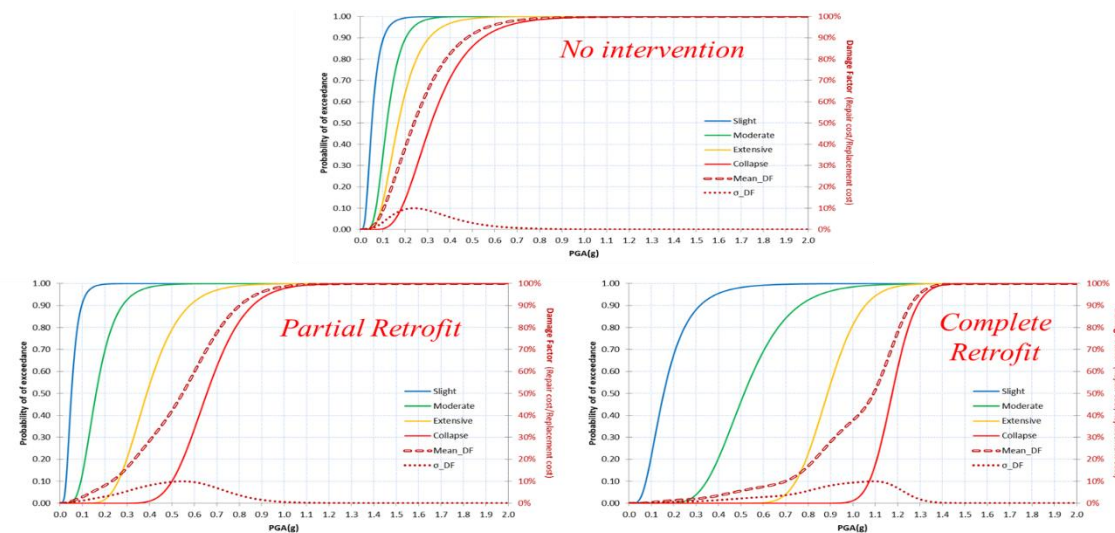 No intervention
Probability of of exceedance
1.00
0.90
0.80
0.70
0.60
0.50
0.40
0.30
0.20
0.10
0.00
100%
90%
80%
70%
60%
50%
40%
30%
20%
10%
0%
Damage Factor (Repair cost/Replacement cost)
Slight
Moderate
Extensive
Collapse
Mean_DF
σ_DF
0.0 0.1 0.2 0.3 0.4 0.5 0.6 0.7 0.8 0.9 1.0 1.1 1.2 1.3 1.4 1.5 1.6 1.7 1.8 1.9 2.0
PGA(g)
Partial Retrofit
Probability of of exceedance
1.00
0.90
0.80
0.70
0.60
0.50
0.40
0.30
0.20
0.10
0.00
100%
90%
80%
70%
60%
50%
40%
30%
20%
10%
0%
Damage Factor (Repair cost/Replacement cost)
Slight
Moderate
Extensive
Collapse
Mean_DF
σ_DF
0.0 0.1 0.2 0.3 0.4 0.5 0.6 0.7 0.8 0.9 1.0 1.1 1.2 1.3 1.4 1.5 1.6 1.7 1.8 1.9 2.0
PGA(g)
Complete
Retrofit
Probability of of exceedance
1.00
0.90
0.80
0.70
0.60
0.50
0.40
0.30
0.20
0.10
0.00
100%
90%
80%
70%
60%
50%
40%
30%
20%
10%
0%
Slight
Moderate
Extensive
Collapse
Mean_DF
σ_DF
0.0 0.1 0.2 0.3 0.4 0.5 0.6 0.7 0.8 0.9 1.0 1.1 1.2 1.3 1.4 1.5 1.6 1.7 1.8 1.9 2.0
PGA(g)